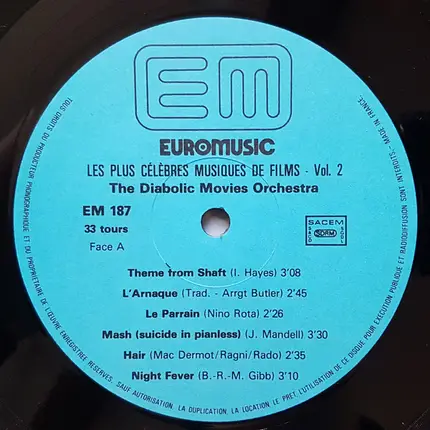 EM
EUROMUSIC
LES PLUS CÉLÈBRES MUSIQUES DE FILMS - Vol. 2
The Diabolic Movies Orchestra
EM 187
33 tours
Face A
SACEM
SACD
SDRM
SGDL
Theme from Shaft (I. Hayes) 3'08
L'Arnaque (Trad. - Arrgt Butler) 2'45
Le Parrain (Nino Rota) 2'26
Mash (suicide in pianless) (J. Mandell) 3'30
Hair (Mac Dermot/Ragni/Rado) 2'35
Night Fever (B.-R.-M. Gibb) 3'10
TOUS DROITS DU PRODUCTEUR PHONOGRAPHIQUE ET DU PROPRIÉTAIRE DE L'ŒUVRE ENREGISTRÉE RÉSERVÉS. SAUF AUTORISATION, LA DUPLICATION, LA LOCATION, LE PRET, L'UTILISATION DE CE DISQUE POUR EXÉCUTION PUBLIQUE ET RADIODIFFUSION SONT INTERDITS. - MADE IN FRANCE.